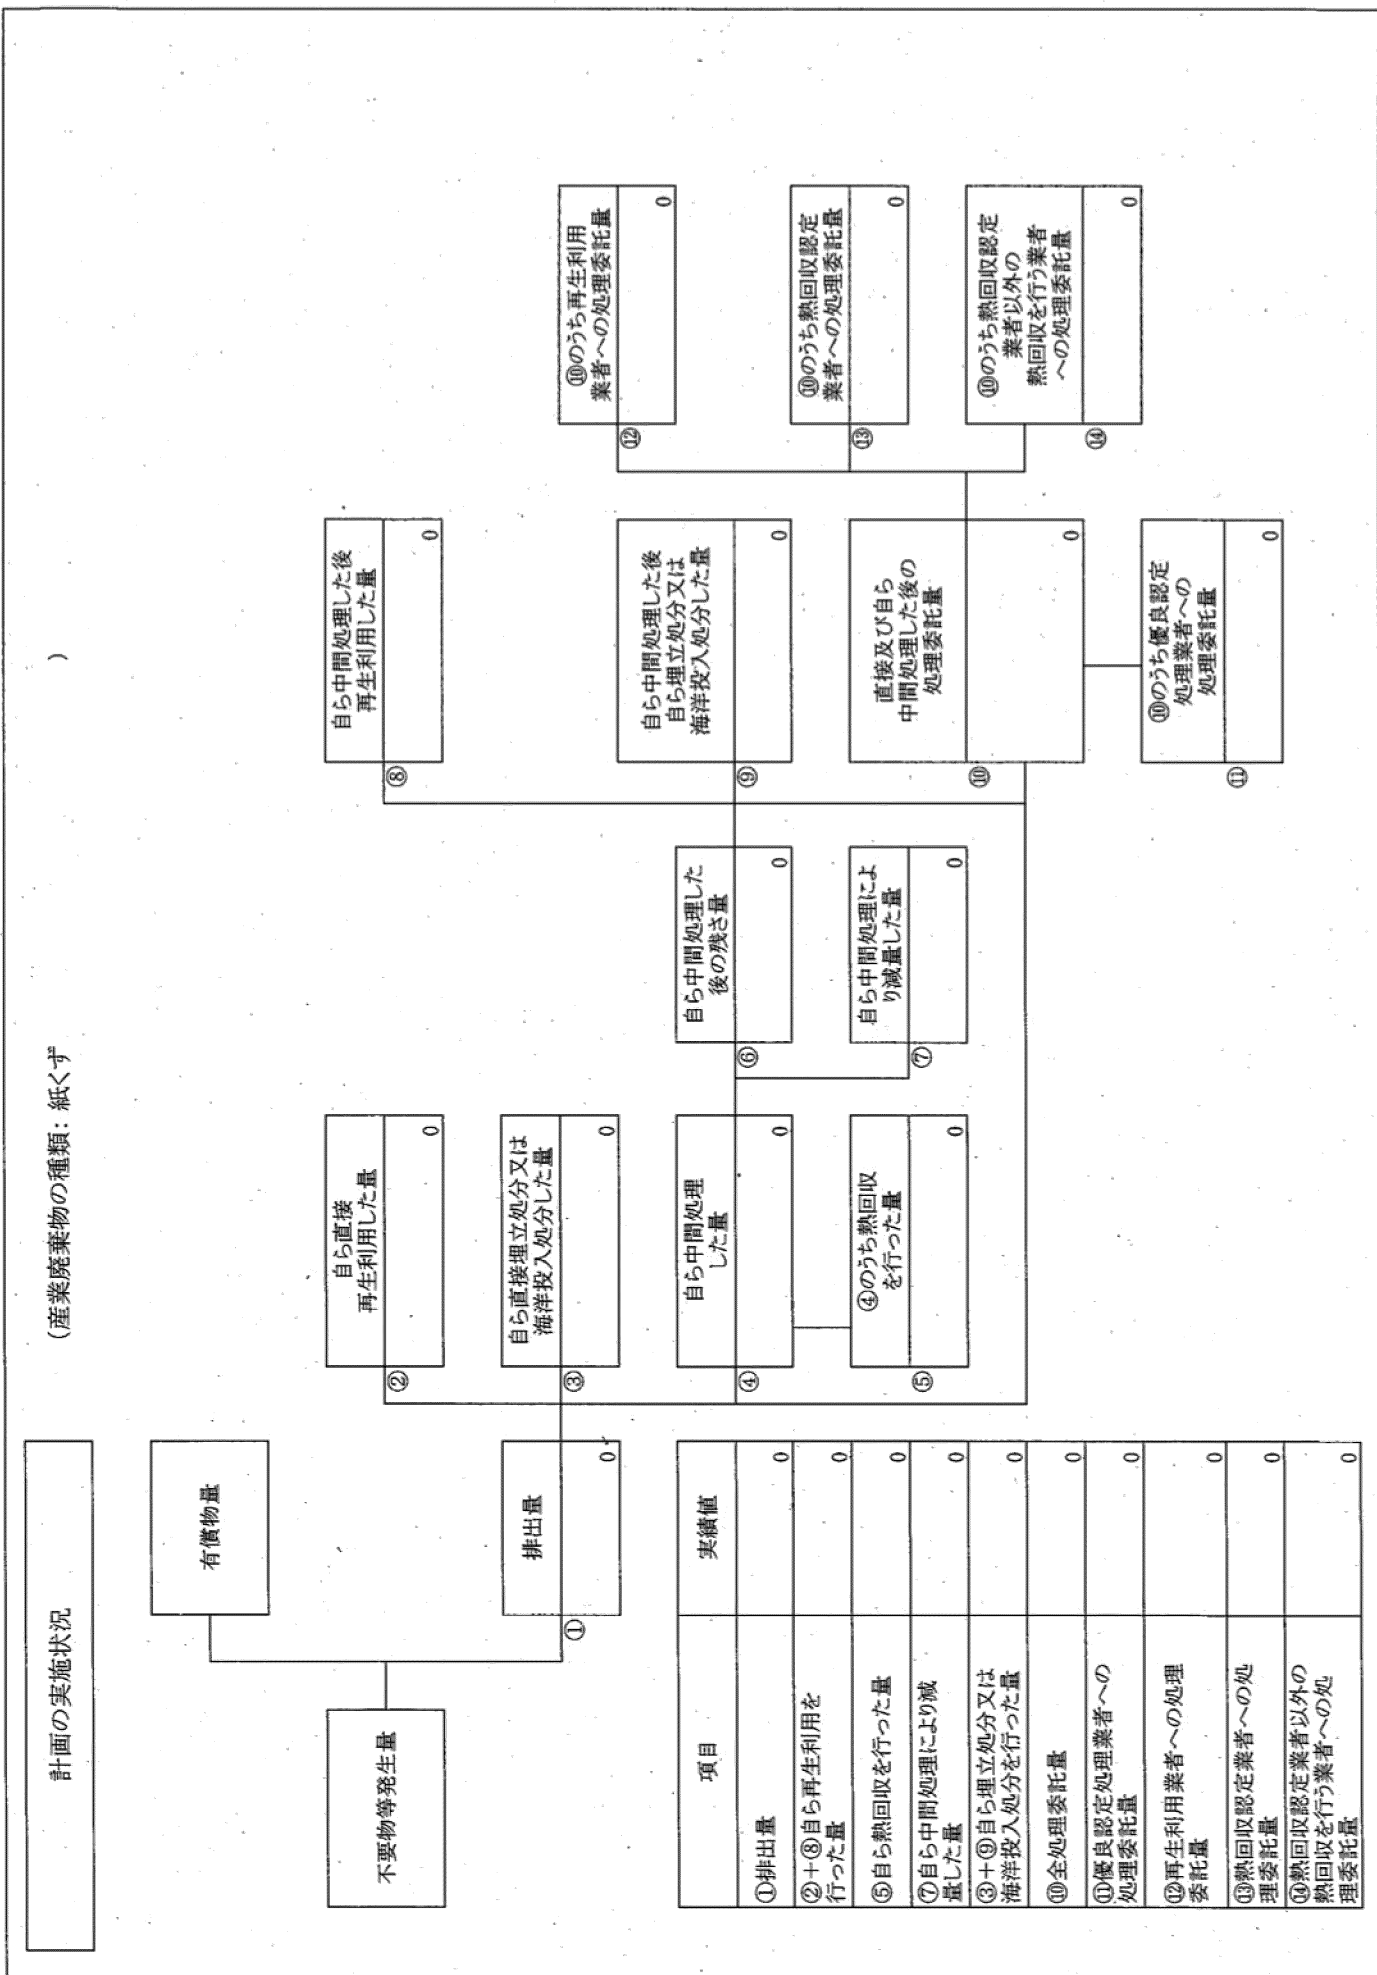 計画の実施状況
(産業廃棄物の種類：紙くず
)
不要物等発生量
有償物量
①
排出量
0
②
自ら直接
再生利用した量
0
③
自ら直接埋立処分又は
海洋投入処分した量
0
④
自ら中間処理
した量
0
⑤
④のうち熱回収
を行った量
0
⑥
自ら中間処理した
後の残さ量
0
⑦
自ら中間処理によ
り減量した量
0
⑧
自ら中間処理した後
再生利用した量
0
⑨
自ら中間処理した後
自ら埋立処分又は
海洋投入処分した量
0
⑩
直接及び自ら
中間処理した後の
処理委託量
0
⑪
⑩のうち優良認定
処理業者への
処理委託量
0
⑫
⑩のうち再生利用
業者への処理委託量
0
⑬
⑩のうち熱回収認定
業者への処理委託量
0
⑭
⑩のうち熱回収認定
業者以外の
熱回収を行う業者
への処理委託量
0
項目
実績値
①排出量
0
②＋⑧自ら再生利用を
行った量
0
⑤自ら熱回収を行った量
0
⑦自ら中間処理により減
量した量
0
③＋⑨自ら埋立処分又は
海洋投入処分を行った量
0
⑩全処理委託量
0
⑪優良認定処理業者への
処理委託量
0
⑫再生利用業者への処理
委託量
0
⑬熱回収認定業者への処
理委託量
0
⑭熱回収認定業者以外の
熱回収を行う業者への処
理委託量
0